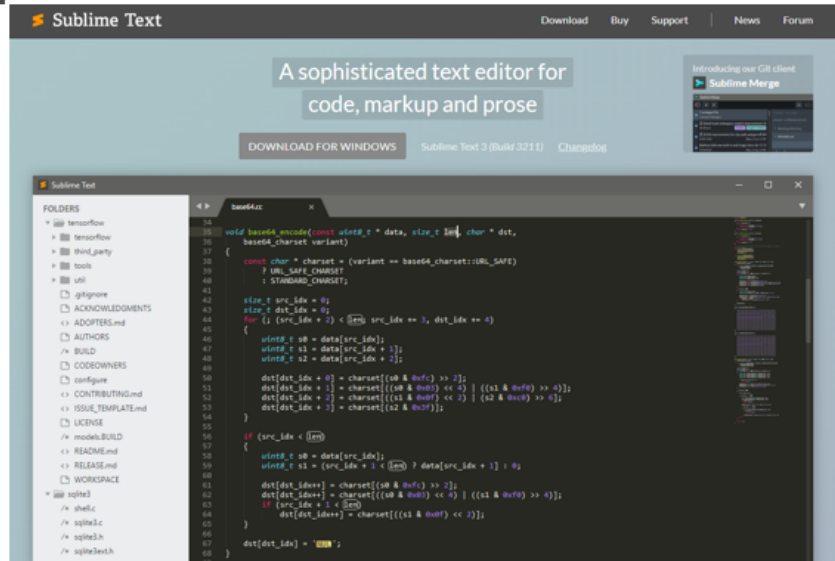 Sublime Text
Download Buy Support News Forum
A sophisticated text editor for
code, markup and prose
Introducing our Git client
Sublime Merge
DOWNLOAD FOR WINDOWS Sublime Text 3 (Build 3211) Changelog
Sublime Text
FOLDERS
tensorflow
tensorflow
third_party
tools
util
.gitignore
ACKNOWLEDGMENTS
<> ADOPTERS.md
AUTHORS
/* BUILD
CODEOWNERS
configure
<> CONTRIBUTING.md
<> ISSUE_TEMPLATE.md
LICENSE
/* models.BUILD
<> README.md
<> RELEASE.md
WORKSPACE
sqlite3
/* shell.c
/* sqlite3.c
/* sqlite3.h
/* sqlite3ext.h
base64.cc
34
35 void base64_encode(const uint8_t * data, size_t len, char * dst,
36 base64_charset variant)
37 {
38 const char * charset = (variant == base64_charset::URL_SAFE)
39 ? URL_SAFE_CHARSET
40 : STANDARD_CHARSET;
41
42 size_t src_idx = 0;
43 size_t dst_idx = 0;
44 for (; (src_idx + 2) < len; src_idx += 3, dst_idx += 4)
45 {
46 uint8_t s0 = data[src_idx];
47 uint8_t s1 = data[src_idx + 1];
48 uint8_t s2 = data[src_idx + 2];
49
50 dst[dst_idx + 0] = charset[(s0 & 0xfc) >> 2];
51 dst[dst_idx + 1] = charset[((s0 & 0x03) << 4) | ((s1 & 0xf0) >> 4)];
52 dst[dst_idx + 2] = charset[((s1 & 0x0f) << 2) | (s2 & 0xc0) >> 6];
53 dst[dst_idx + 3] = charset[(s2 & 0x3f)];
54 }
55
56 if (src_idx < len)
57 {
58 uint8_t s0 = data[src_idx];
59 uint8_t s1 = (src_idx + 1 < len) ? data[src_idx + 1] : 0;
60
61 dst[dst_idx++] = charset[(s0 & 0xfc) >> 2];
62 dst[dst_idx++] = charset[((s0 & 0x03) << 4) | ((s1 & 0xf0) >> 4)];
63 if (src_idx + 1 < len)
64 dst[dst_idx++] = charset[((s1 & 0x0f) << 2)];
65 }
66
67 dst[dst_idx] = 'NUL';
68 }